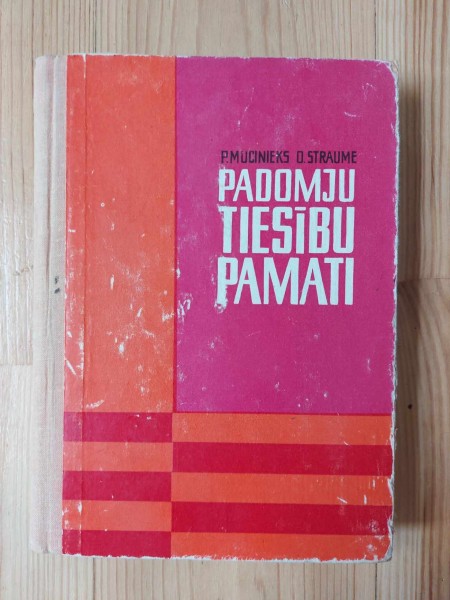 P. MUCINIEKS O. STRAUME
PADOMJU
TIESĪBU
PAMATI